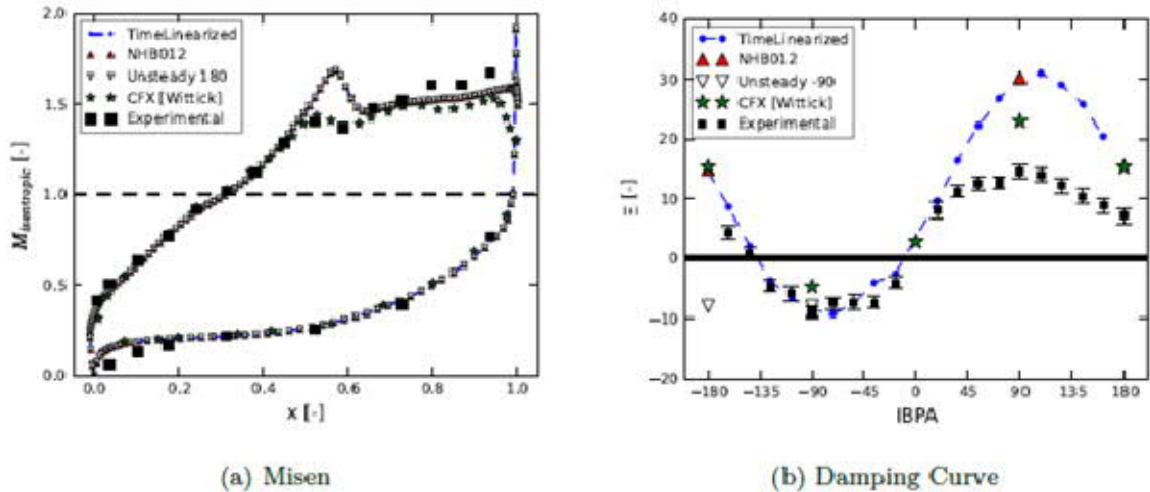 2.0
1.5
1.0
0.5
0.0
M_isentropic [-]
TimeLinearized
NHB012
Unsteady 180
CFX [Wittick]
Experimental
0.0 0.2 0.4 0.6 0.8 1.0
X [-]
(a) Misen
40
30
20
10
0
−10
−20
Ξ [-]
TimeLinearized
NHB012
Unsteady -90
CFX [Wittick]
Experimental
−180 −135 −90 −45 0 45 90 135 180
IBPA
(b) Damping Curve